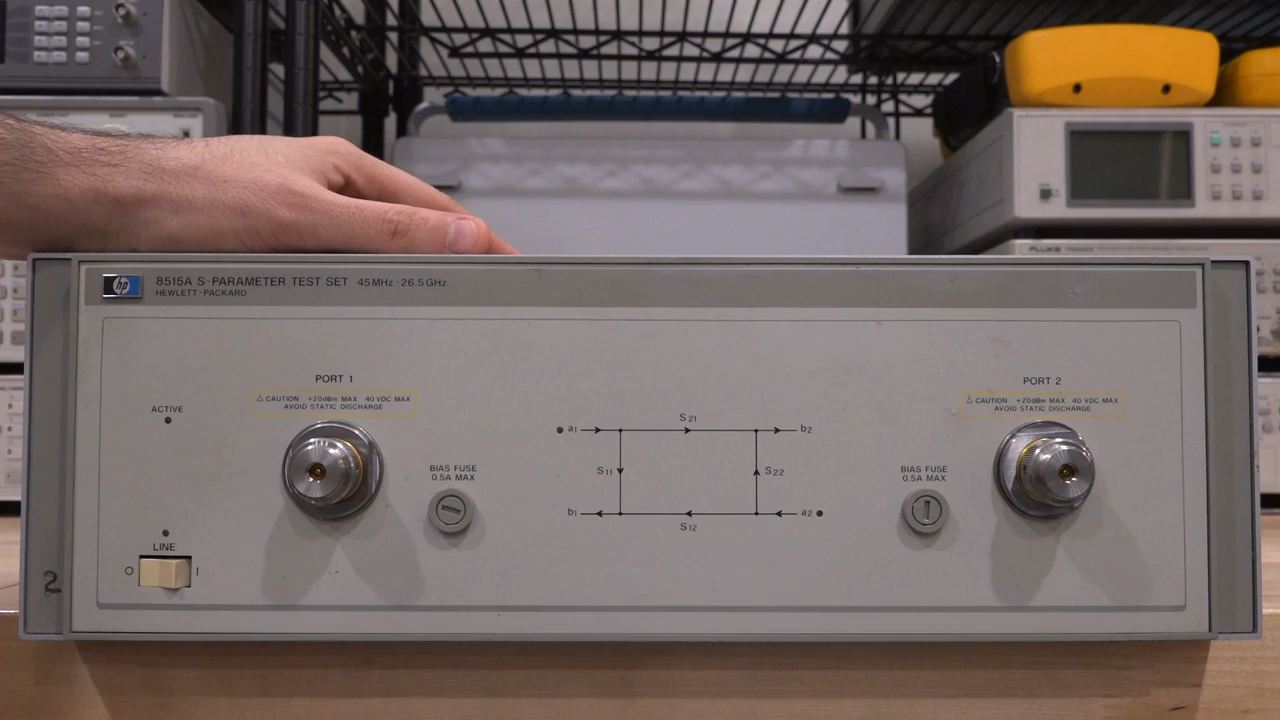 hp
8515A S-PARAMETER TEST SET 45MHz - 26.5GHz
HEWLETT·PACKARD
PORT 1
⚠ CAUTION +20dBm MAX 40 VDC MAX
AVOID STATIC DISCHARGE
PORT 2
⚠ CAUTION +20dBm MAX 40 VDC MAX
AVOID STATIC DISCHARGE
ACTIVE
BIAS FUSE
0.5A MAX
BIAS FUSE
0.5A MAX
a1 S21 b2
S11 S22
b1 S12 a2
LINE
O I
2
FLUKE